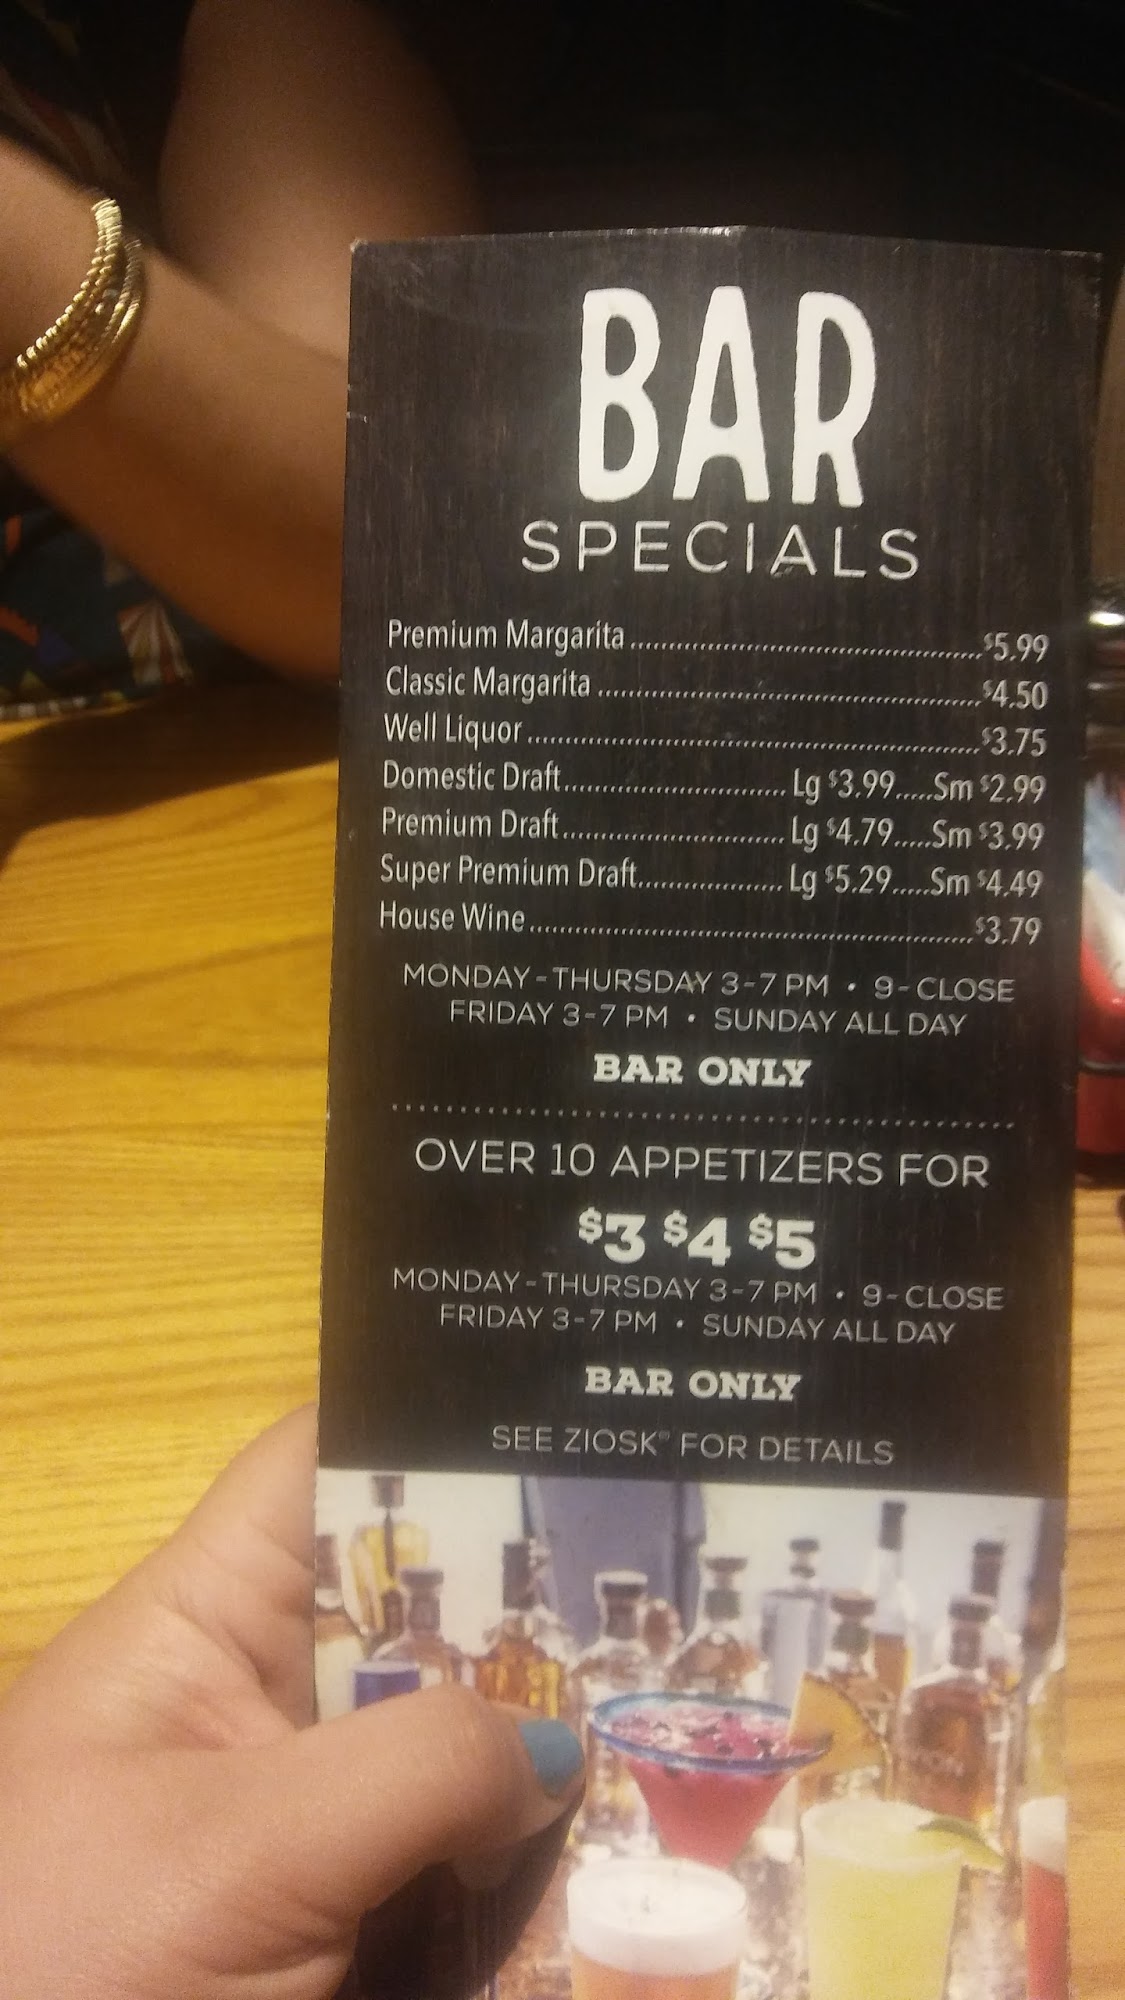 BAR
SPECIALS
Premium Margarita.....$5.99
Classic Margarita.....$4.50
Well Liquor.....$3.75
Domestic Draft.....Lg $3.99.....Sm $2.99
Premium Draft.....Lg $4.79.....Sm $3.99
Super Premium Draft.....Lg $5.29.....Sm $4.49
House Wine.....$3.79
MONDAY-THURSDAY 3-7 PM • 9-CLOSE
FRIDAY 3-7 PM • SUNDAY ALL DAY
BAR ONLY
OVER 10 APPETIZERS FOR
$3 $4 $5
MONDAY-THURSDAY 3-7 PM • 9-CLOSE
FRIDAY 3-7 PM • SUNDAY ALL DAY
BAR ONLY
SEE ZIOSK® FOR DETAILS